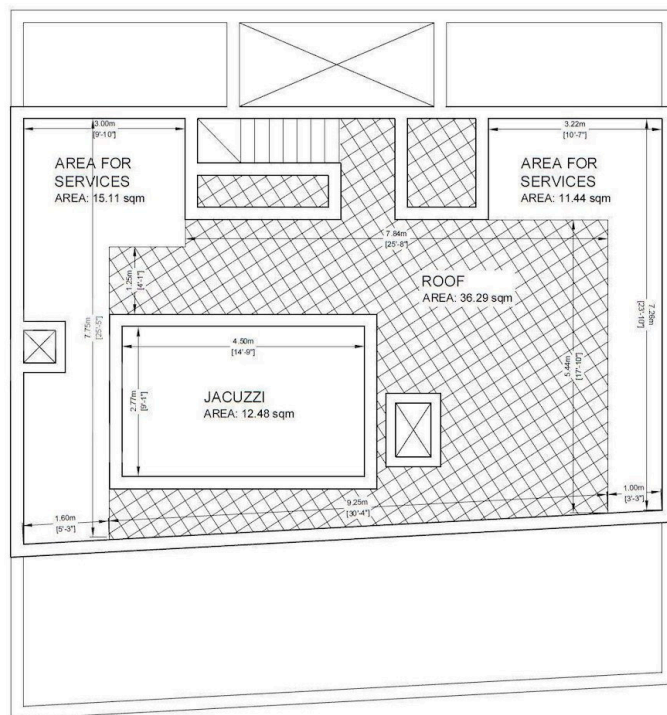 3.00m
[9'-10"]
3.22m
[10'-7"]
AREA FOR
SERVICES
AREA: 15.11 sqm
AREA FOR
SERVICES
AREA: 11.44 sqm
7.84m
[25'-8"]
1.25m
[4'-1"]
ROOF
AREA: 36.29 sqm
7.26m
[23'-10"]
7.75m
[25'-5"]
4.50m
[14'-9"]
5.44m
[17'-10"]
2.77m
[9'-1"]
JACUZZI
AREA: 12.48 sqm
1.00m
[3'-3"]
9.25m
[30'-4"]
1.60m
[5'-3"]